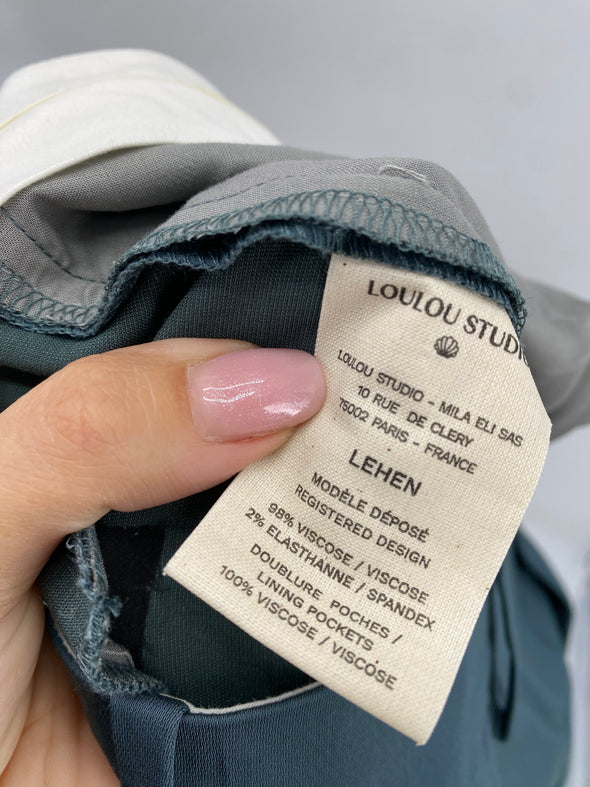 LOULOU STUDIO
LOULOU STUDIO - MILA ELI SAS
10 RUE DE CLERY
75002 PARIS - FRANCE
LEHEN
MODÈLE DÉPOSÉ
REGISTERED DESIGN
98% VISCOSE / VISCOSE
2% ELASTHANNE / SPANDEX
DOUBLURE POCHES /
LINING POCKETS
100% VISCOSE / VISCOSE